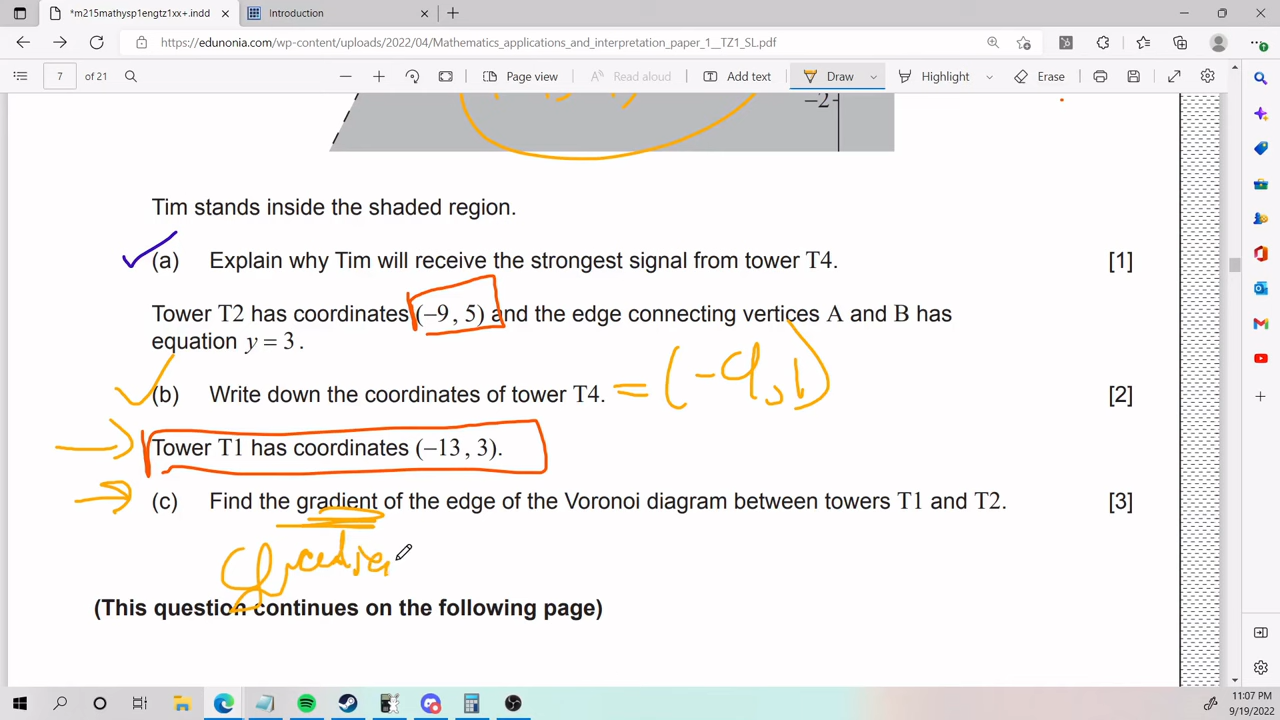 *m215mathysp1engtz1xx+.indd
Introduction
https://edunonia.com/wp-content/uploads/2022/04/Mathematics_applications_and_interpretation_paper_1__TZ1_SL.pdf
7 of 21 Page view Read aloud Add text Draw Highlight Erase
−2
Tim stands inside the shaded region.
(a) Explain why Tim will receive the strongest signal from tower T4. [1]
Tower T2 has coordinates (−9, 5) and the edge connecting vertices A and B has
equation y = 3.
(b) Write down the coordinates of tower T4. = (-9,1) [2]
Tower T1 has coordinates (−13, 3).
(c) Find the gradient of the edge of the Voronoi diagram between towers T1 and T2. [3]
Gradien
(This question continues on the following page)
11:07 PM
9/19/2022